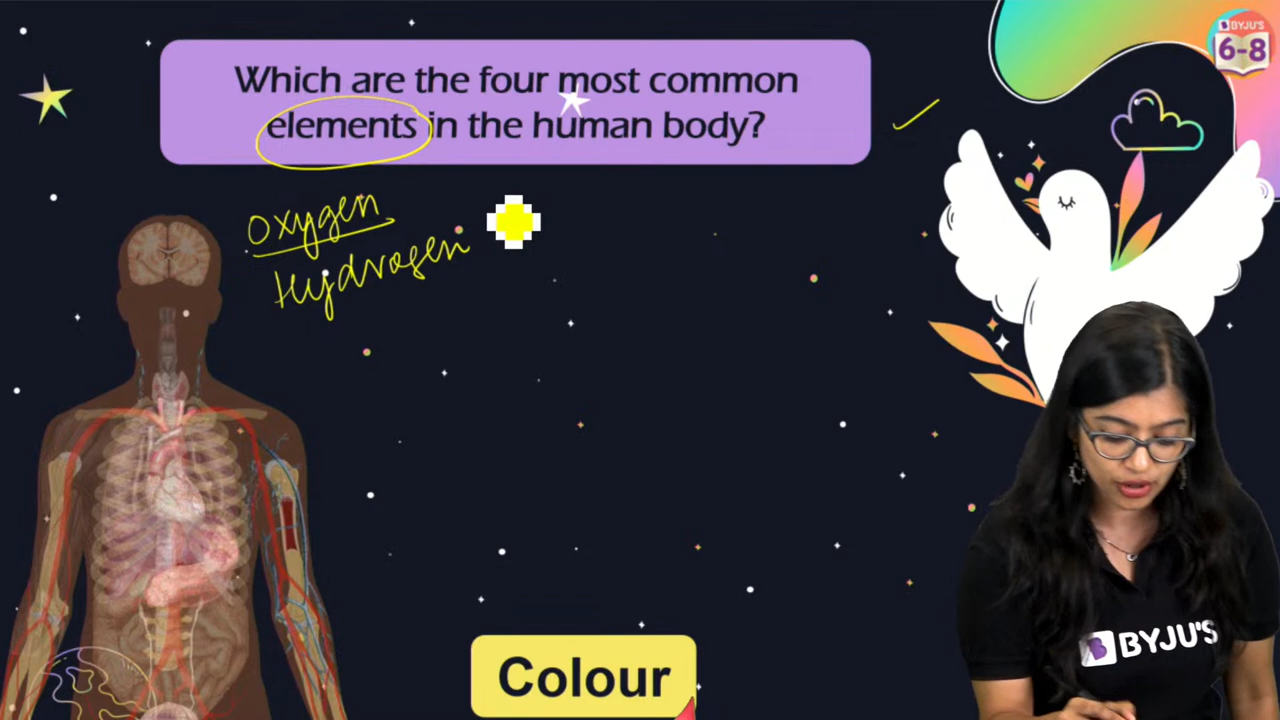 BYJU'S
6-8
Which are the four most common
elements in the human body?
oxygen
Hydrogen
Colour
BYJU'S